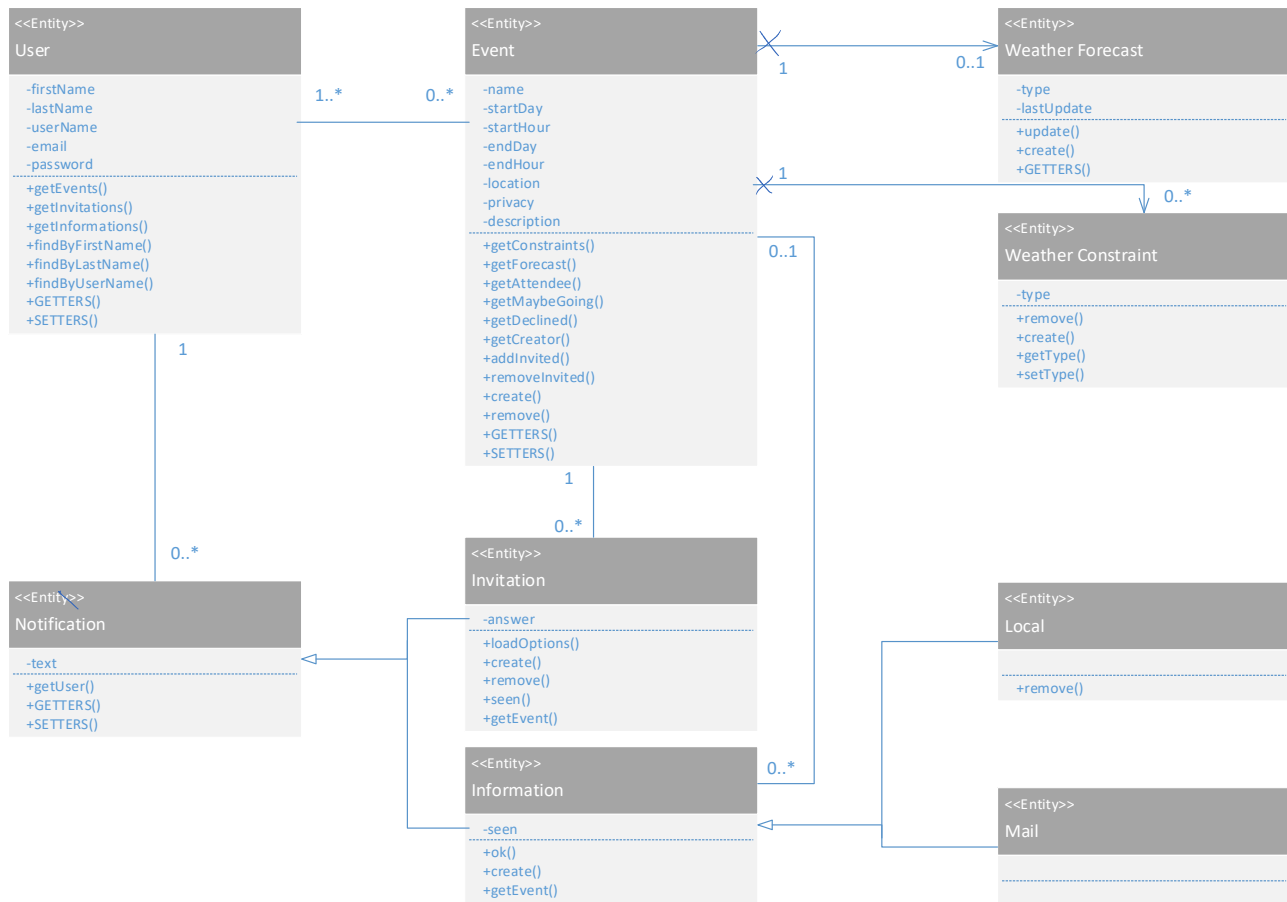 <<Entity>>
User
-firstName
-lastName
-userName
-email
-password
+getEvents()
+getInvitations()
+getInformations()
+findByFirstName()
+findByLastName()
+findByUserName()
+GETTERS()
+SETTERS()
1..*
0..*
<<Entity>>
Event
-name
-startDay
-startHour
-endDay
-endHour
-location
-privacy
-description
+getConstraints()
+getForecast()
+getAttendee()
+getMaybeGoing()
+getDeclined()
+getCreator()
+addInvited()
+removeInvited()
+create()
+remove()
+GETTERS()
+SETTERS()
1
0..1
<<Entity>>
Weather Forecast
-type
-lastUpdate
+update()
+create()
+GETTERS()
1
0..*
<<Entity>>
Weather Constraint
-type
+remove()
+create()
+getType()
+setType()
0..1
1
0..*
1
0..*
<<Entity>>
Notification
-text
+getUser()
+GETTERS()
+SETTERS()
<<Entity>>
Invitation
-answer
+loadOptions()
+create()
+remove()
+seen()
+getEvent()
0..*
<<Entity>>
Information
-seen
+ok()
+create()
+getEvent()
<<Entity>>
Local
+remove()
<<Entity>>
Mail